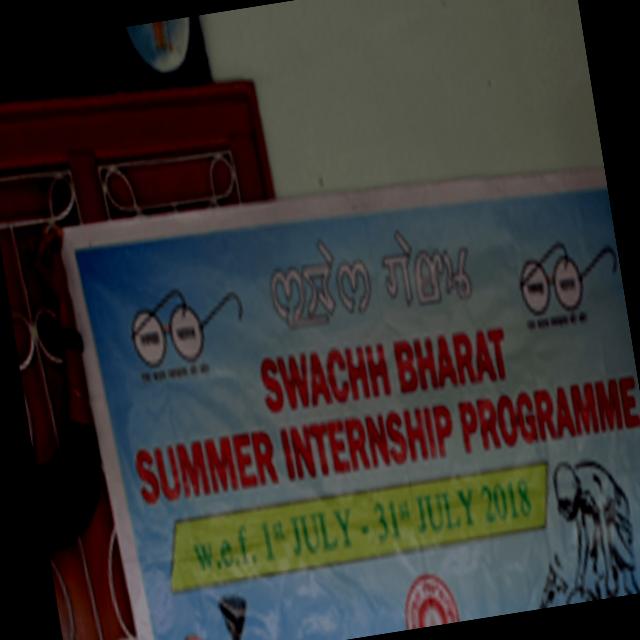 SWACHH BHARAT
SUMMER INTERNSHIP PROGRAMME
w.e.f. 1st JULY - 31st JULY 2018